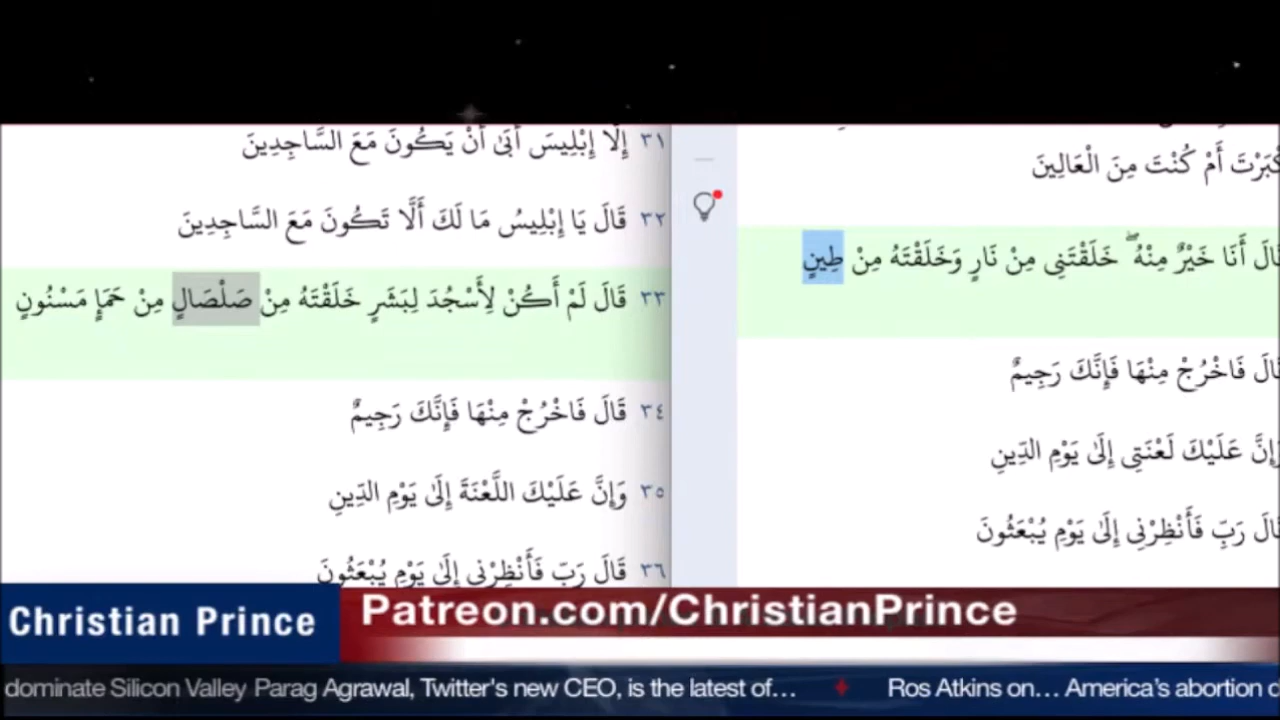 ٣١ إِلَّا إِبْلِيسَ أَبَىٰ أَنْ يَكُونَ مَعَ السَّاجِدِينَ
٣٢ قَالَ يَا إِبْلِيسُ مَا لَكَ أَلَّا تَكُونَ مَعَ السَّاجِدِينَ
٣٣ قَالَ لَمْ أَكُنْ لِأَسْجُدَ لِبَشَرٍ خَلَقْتَهُ مِنْ صَلْصَالٍ مِنْ حَمَإٍ مَسْنُونٍ
٣٤ قَالَ فَاخْرُجْ مِنْهَا فَإِنَّكَ رَجِيمٌ
٣٥ وَإِنَّ عَلَيْكَ اللَّعْنَةَ إِلَىٰ يَوْمِ الدِّينِ
٣٦ قَالَ رَبِّ فَأَنْظِرْنِي إِلَىٰ يَوْمِ يُبْعَثُونَ
كْبَرْتَ أَمْ كُنْتَ مِنَ الْعَالِينَ
قَالَ أَنَا خَيْرٌ مِنْهُ ۖ خَلَقْتَنِي مِنْ نَارٍ وَخَلَقْتَهُ مِنْ طِينٍ
قَالَ فَاخْرُجْ مِنْهَا فَإِنَّكَ رَجِيمٌ
وَإِنَّ عَلَيْكَ لَعْنَتِي إِلَىٰ يَوْمِ الدِّينِ
قَالَ رَبِّ فَأَنْظِرْنِي إِلَىٰ يَوْمِ يُبْعَثُونَ
Christian Prince
Patreon.com/ChristianPrince
dominate Silicon Valley Parag Agrawal, Twitter's new CEO, is the latest of... Ros Atkins on... America's abortion